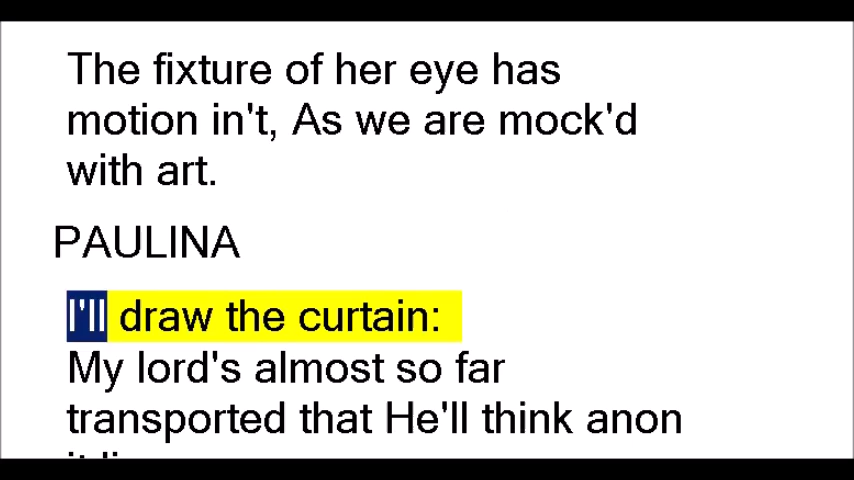 The fixture of her eye has
motion in't, As we are mock'd
with art.
PAULINA
I'll draw the curtain:
My lord's almost so far
transported that He'll think anon